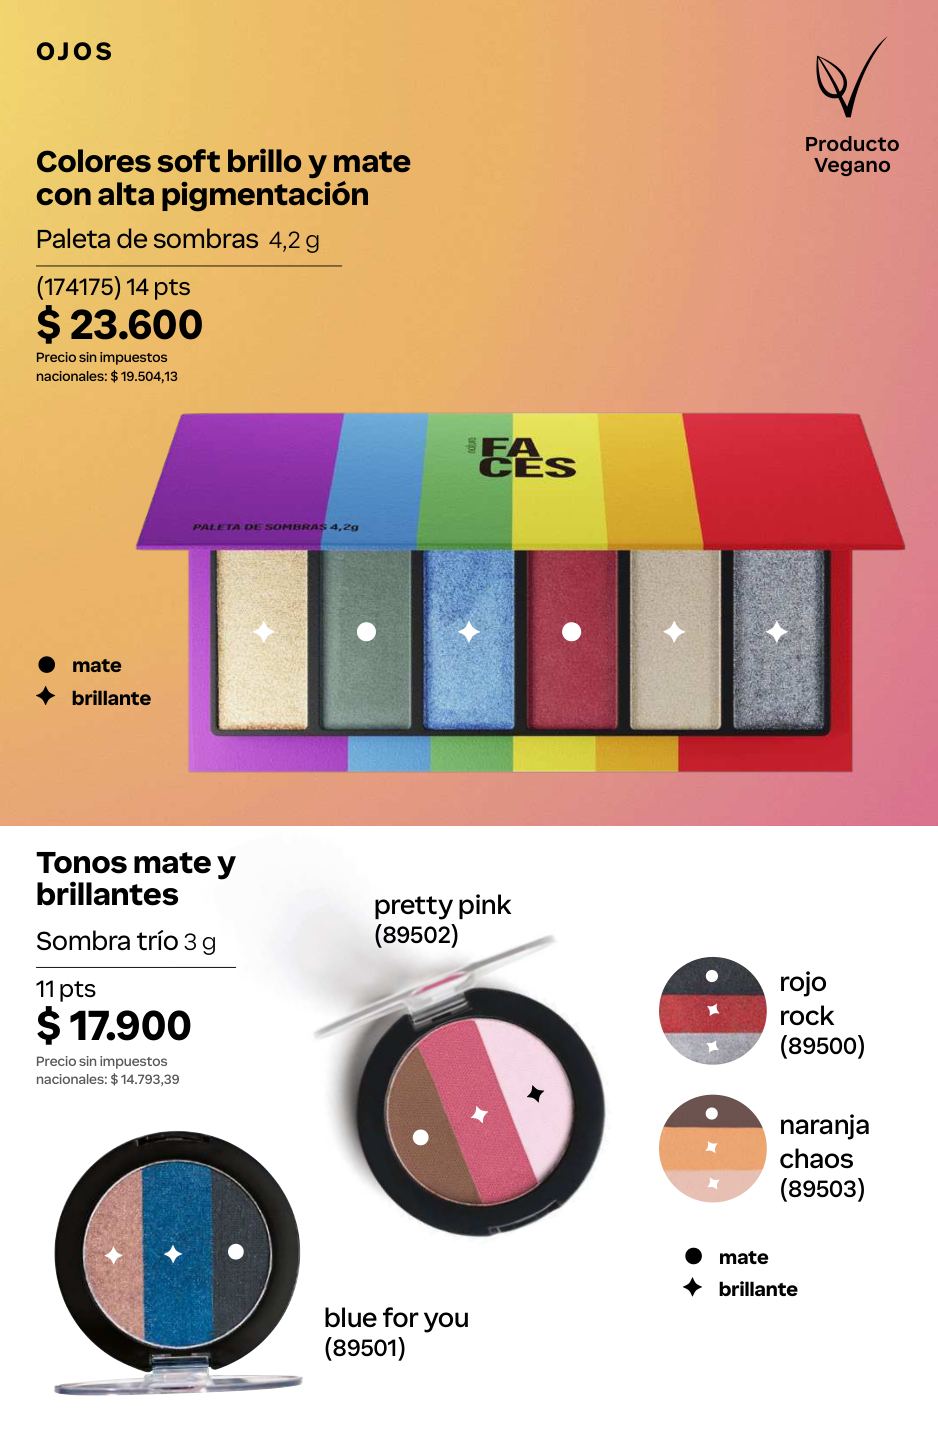 OJOS
Producto
Vegano
Colores soft brillo y mate
con alta pigmentación
Paleta de sombras 4,2 g
(174175) 14 pts
$ 23.600
Precio sin impuestos
nacionales: $ 19.504,13
natura
FA
CES
PALETA DE SOMBRAS 4,2g
mate
brillante
Tonos mate y
brillantes
Sombra trío 3 g
11 pts
$ 17.900
Precio sin impuestos
nacionales: $ 14.793,39
pretty pink
(89502)
rojo
rock
(89500)
naranja
chaos
(89503)
mate
brillante
blue for you
(89501)